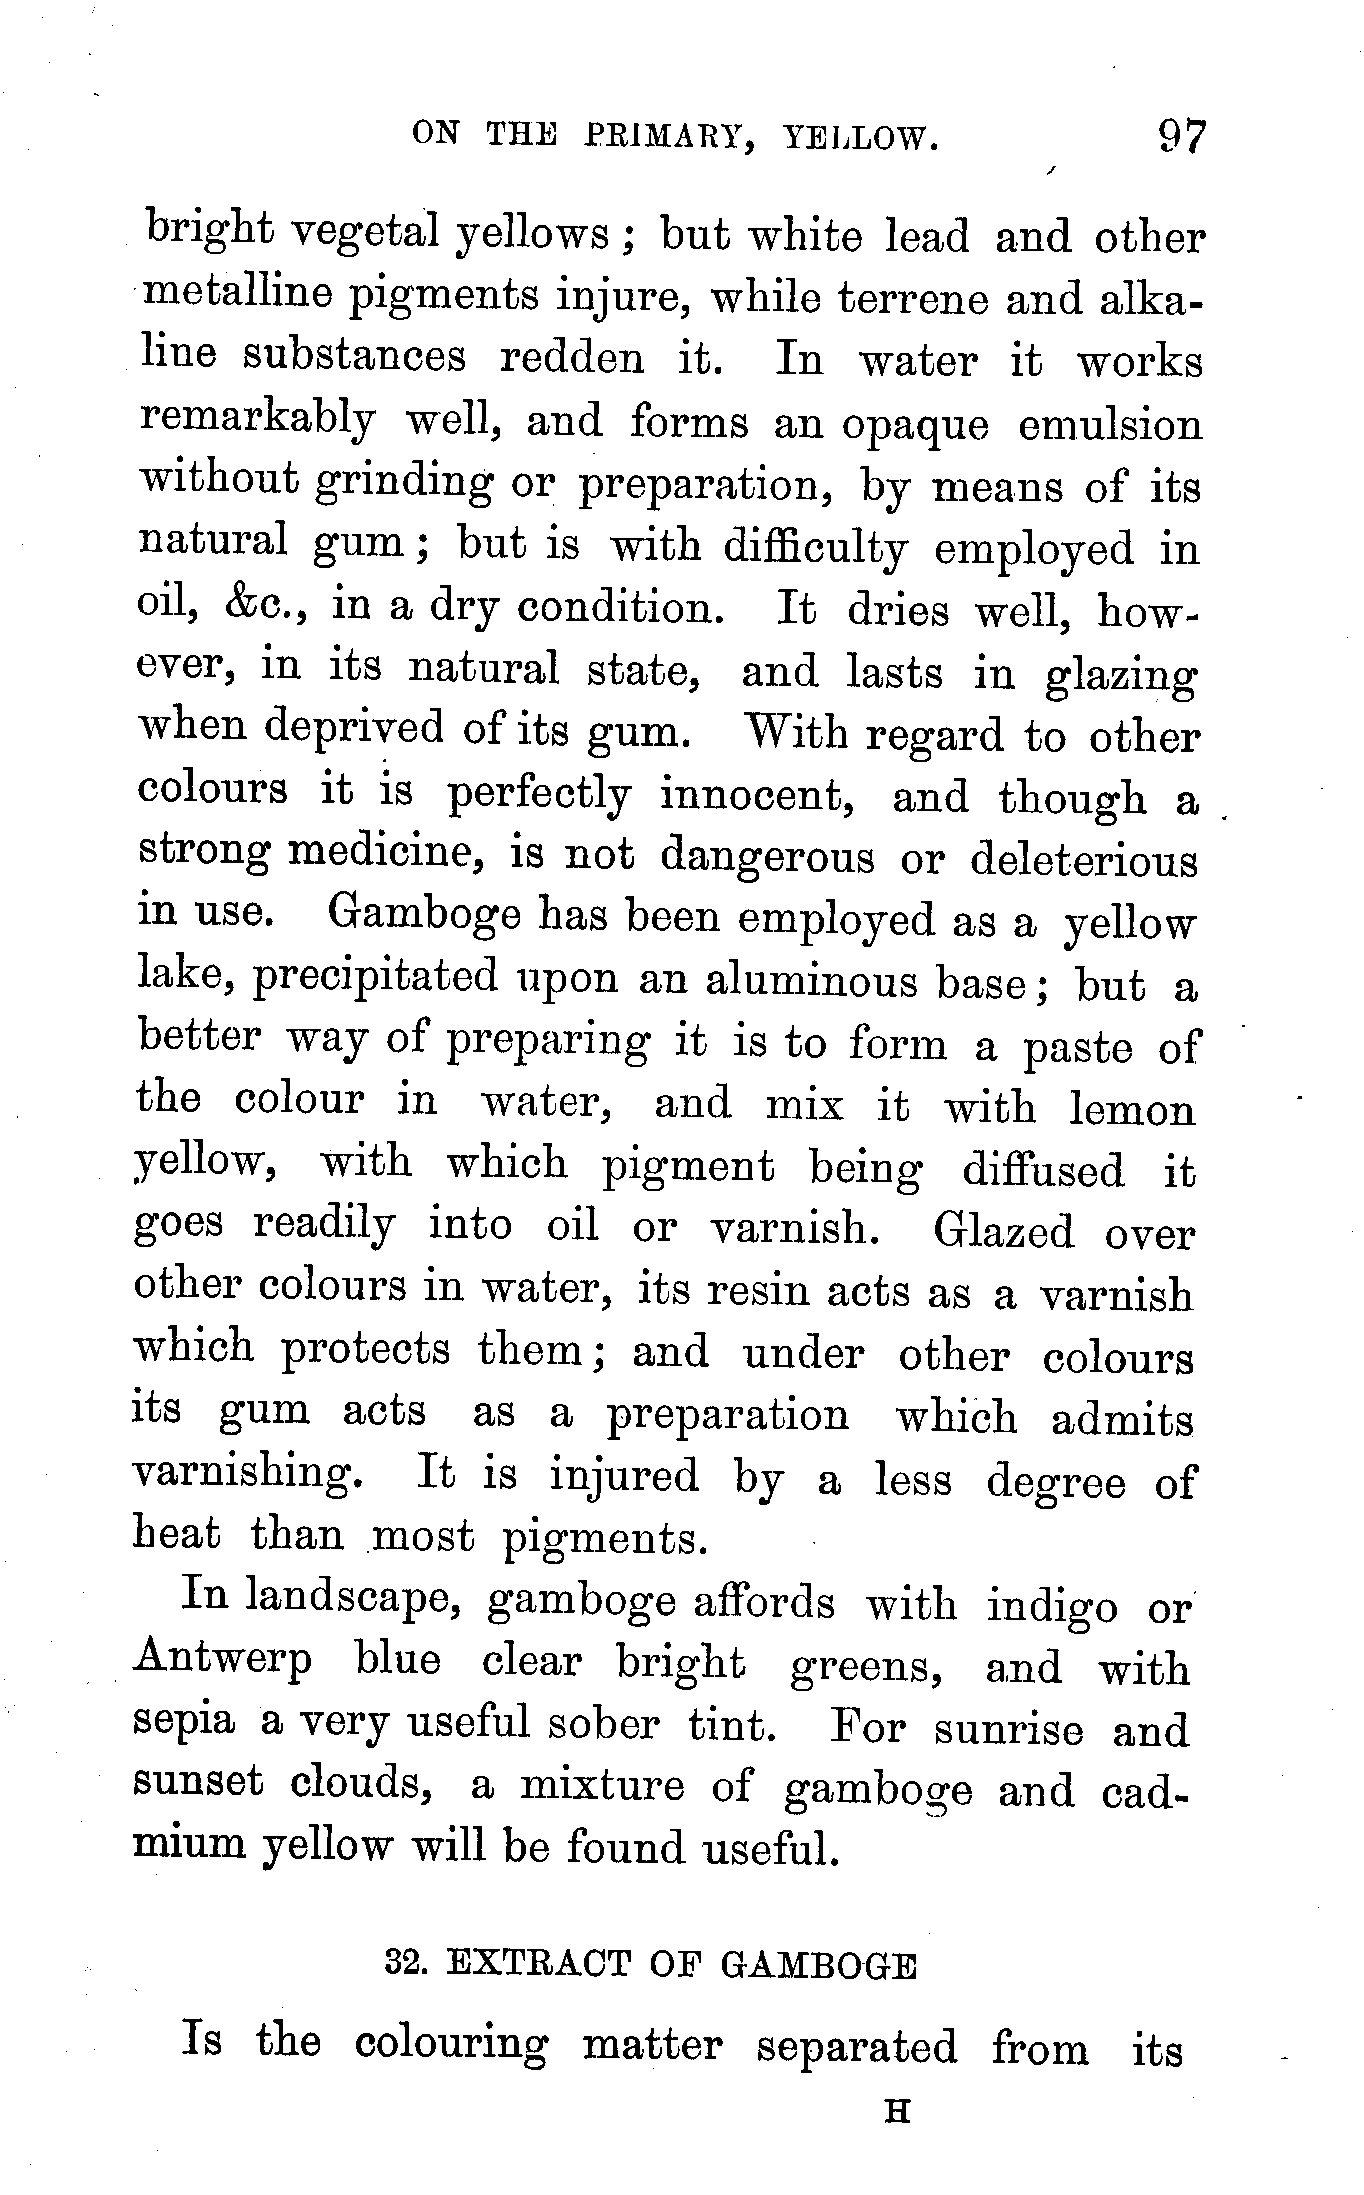 ON THE PRIMARY, YELLOW. 97
bright vegetal yellows ; but white lead and other
metalline pigments injure, while terrene and alka-
line substances redden it. In water it works
remarkably well, and forms an opaque emulsion
without grinding or preparation, by means of its
natural gum ; but is with difficulty employed in
oil, &c., in a dry condition. It dries well, how-
ever, in its natural state, and lasts in glazing
when deprived of its gum. With regard to other
colours it is perfectly innocent, and though a
strong medicine, is not dangerous or deleterious
in use. Gamboge has been employed as a yellow
lake, precipitated upon an aluminous base ; but a
better way of preparing it is to form a paste of
the colour in water, and mix it with lemon
yellow, with which pigment being diffused it
goes readily into oil or varnish. Glazed over
other colours in water, its resin acts as a varnish
which protects them ; and under other colours
its gum acts as a preparation which admits
varnishing. It is injured by a less degree of
heat than most pigments.
In landscape, gamboge affords with indigo or
Antwerp blue clear bright greens, and with
sepia a very useful sober tint. For sunrise and
sunset clouds, a mixture of gamboge and cad-
mium yellow will be found useful.
32. EXTRACT OF GAMBOGE
Is the colouring matter separated from its
H